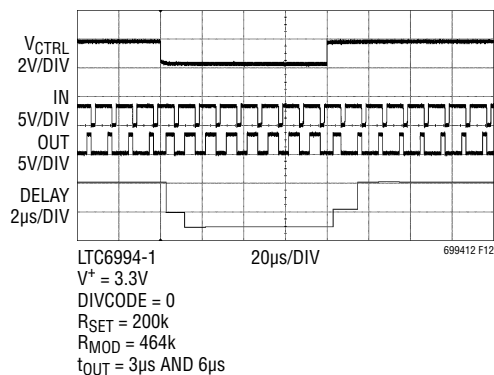 VCTRL
2V/DIV
IN
5V/DIV
OUT
5V/DIV
DELAY
2µs/DIV
LTC6994-1 20µs/DIV 699412 F12
V+ = 3.3V
DIVCODE = 0
RSET = 200k
RMOD = 464k
tOUT = 3µs AND 6µs